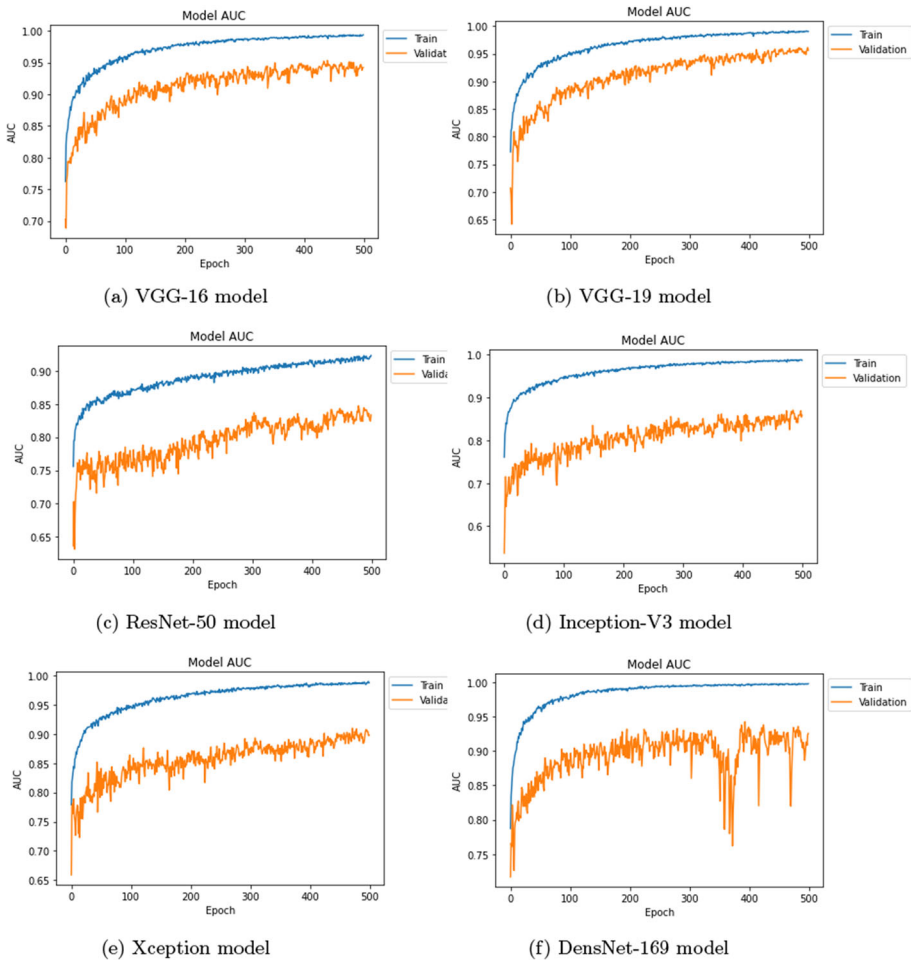 Model AUC
1.00
0.95
0.90
0.85
0.80
0.75
0.70
AUC
0 100 200 300 400 500
Epoch
Train
Validat
(a) VGG-16 model
Model AUC
1.00
0.95
0.90
0.85
0.80
0.75
0.70
0.65
AUC
0 100 200 300 400 500
Epoch
Train
Validation
(b) VGG-19 model
Model AUC
0.90
0.85
0.80
0.75
0.70
0.65
AUC
0 100 200 300 400 500
Epoch
Train
Valida
(c) ResNet-50 model
Model AUC
1.0
0.9
0.8
0.7
0.6
AUC
0 100 200 300 400 500
Epoch
Train
Validation
(d) Inception-V3 model
Model AUC
1.00
0.95
0.90
0.85
0.80
0.75
0.70
0.65
AUC
0 100 200 300 400 500
Epoch
Train
Valida
(e) Xception model
Model AUC
1.00
0.95
0.90
0.85
0.80
0.75
AUC
0 100 200 300 400 500
Epoch
Train
Validation
(f) DensNet-169 model